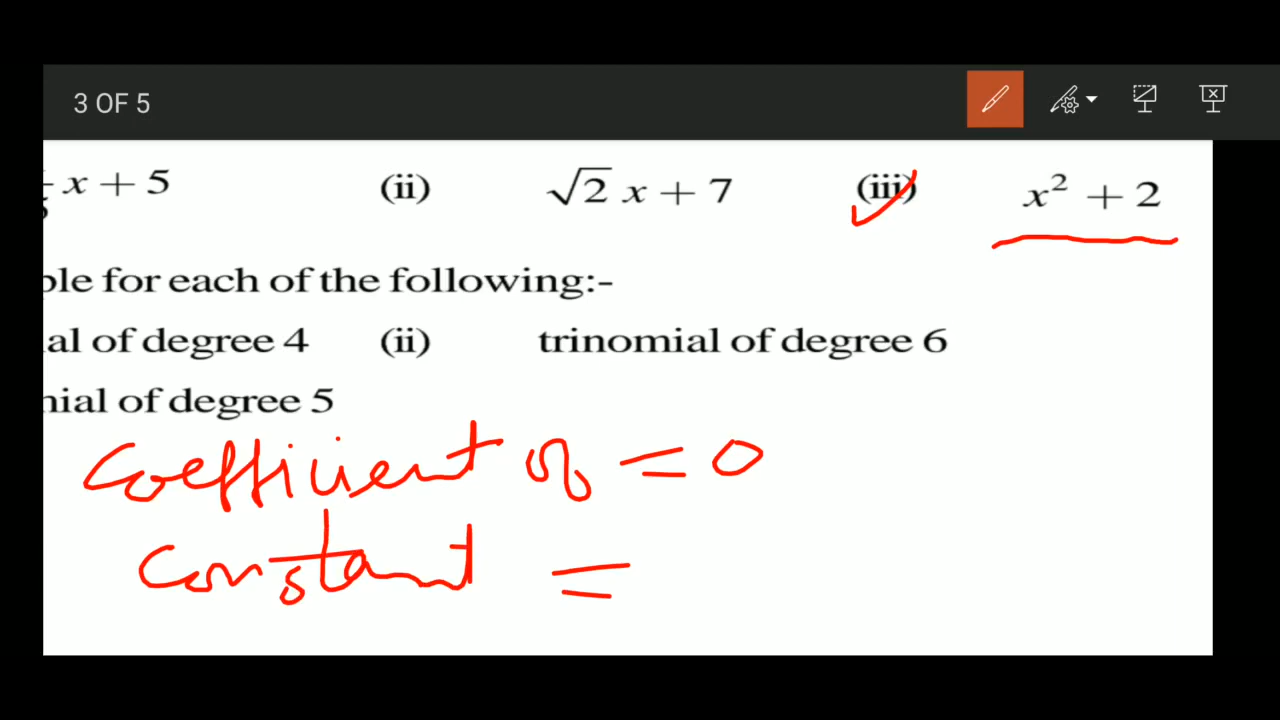 3 OF 5
x + 5 (ii) √2 x + 7 (iii) x² + 2
ple for each of the following:-
al of degree 4 (ii) trinomial of degree 6
nial of degree 5
Coefficient of = 0
Constant =